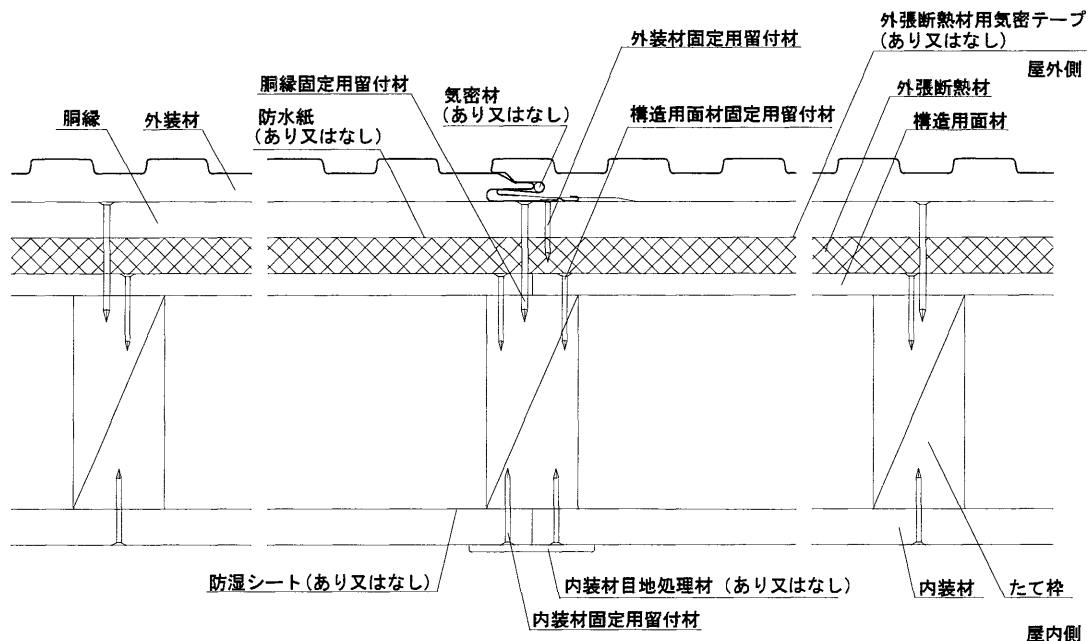 外張断熱材用気密テープ
(あり又はなし)
屋外側
外装材固定用留付材
胴縁固定用留付材
気密材
(あり又はなし)
外張断熱材
防水紙
(あり又はなし)
構造用面材固定用留付材
構造用面材
胴縁
外装材
防湿シート(あり又はなし)
内装材目地処理材 (あり又はなし)
内装材
たて枠
内装材固定用留付材
屋内側